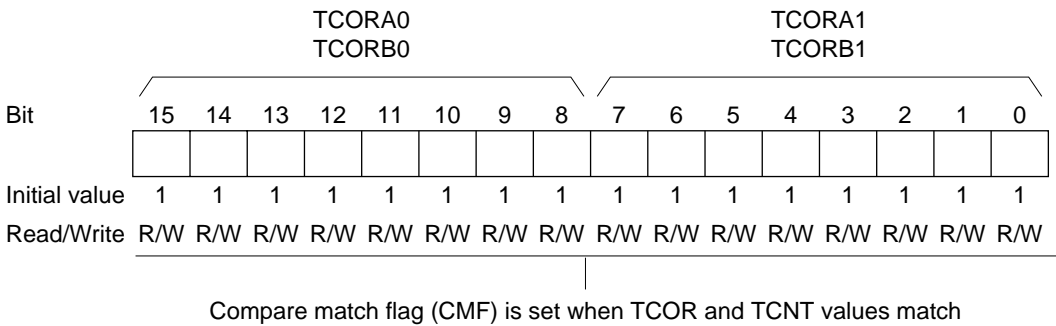 TCORA0 TCORA1
TCORB0 TCORB1
Bit 15 14 13 12 11 10 9 8 7 6 5 4 3 2 1 0
Initial value 1 1 1 1 1 1 1 1 1 1 1 1 1 1 1 1
Read/Write R/W R/W R/W R/W R/W R/W R/W R/W R/W R/W R/W R/W R/W R/W R/W R/W
Compare match flag (CMF) is set when TCOR and TCNT values match